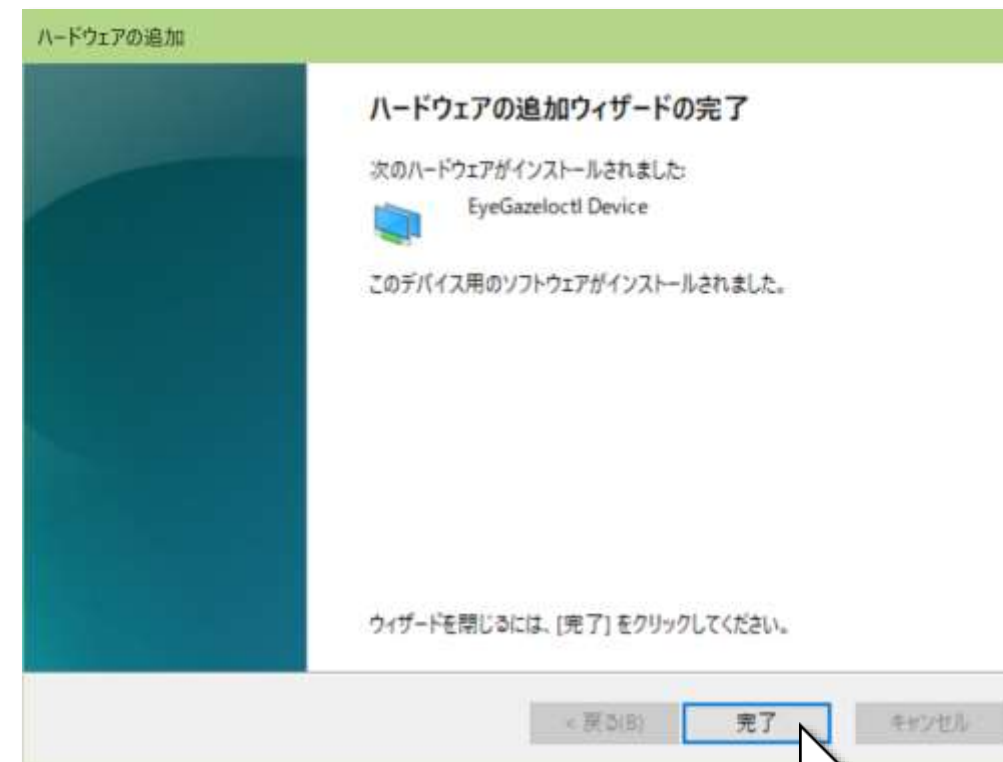 ハードウェアの追加
ハードウェアの追加ウィザードの完了
次のハードウェアがインストールされました:
EyeGazeIoctl Device
このデバイス用のソフトウェアがインストールされました。
ウィザードを閉じるには、[完了] をクリックしてください。
< 戻る(B)
完了
キャンセル